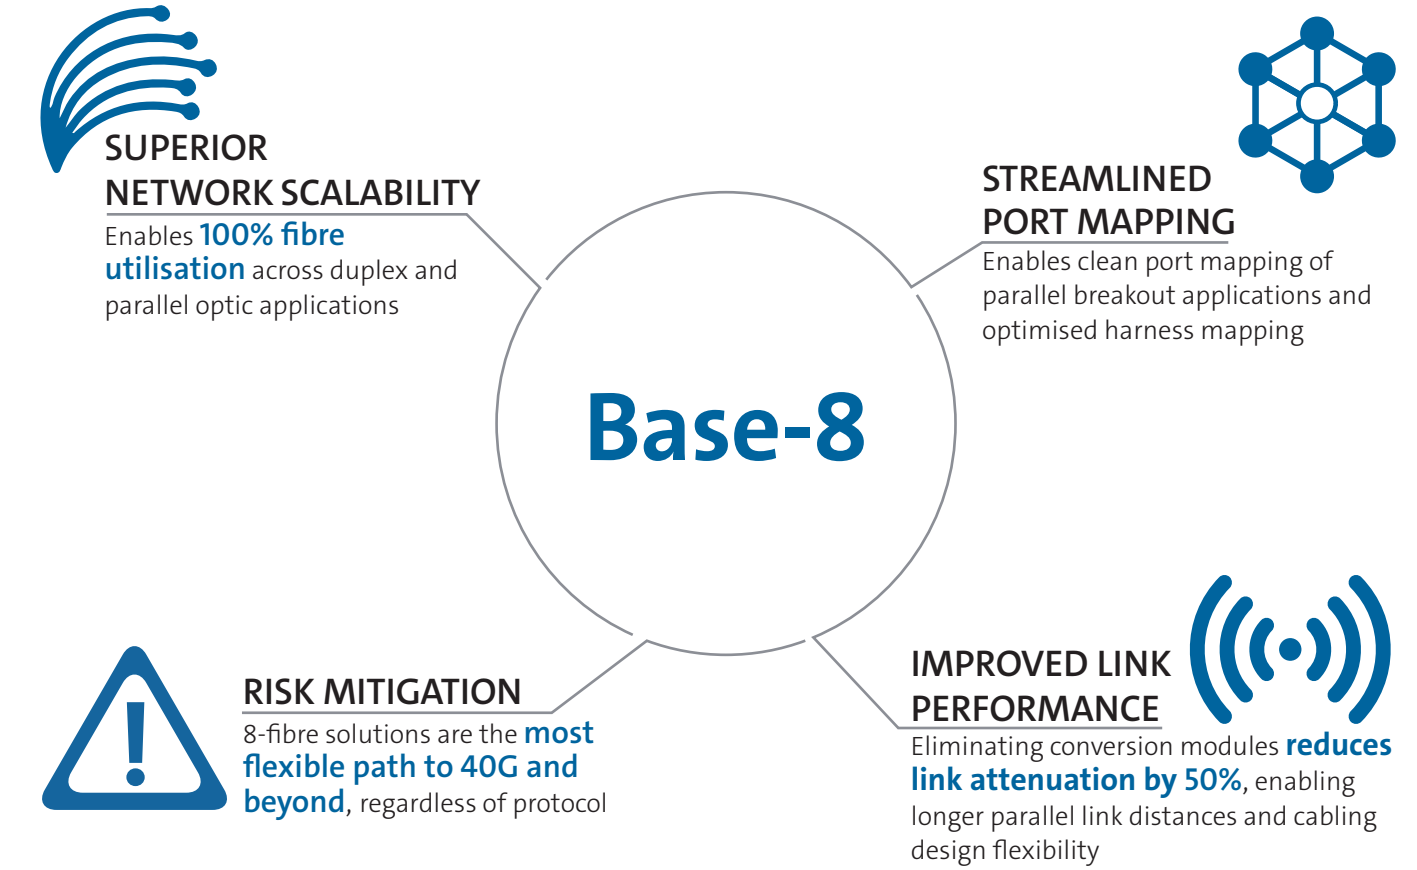 SUPERIOR
NETWORK SCALABILITY
Enables 100% fibre
utilisation across duplex and
parallel optic applications
STREAMLINED
PORT MAPPING
Enables clean port mapping of
parallel breakout applications and
optimised harness mapping
Base-8
RISK MITIGATION
8-fibre solutions are the most
flexible path to 40G and
beyond, regardless of protocol
IMPROVED LINK
PERFORMANCE
Eliminating conversion modules reduces
link attenuation by 50%, enabling
longer parallel link distances and cabling
design flexibility